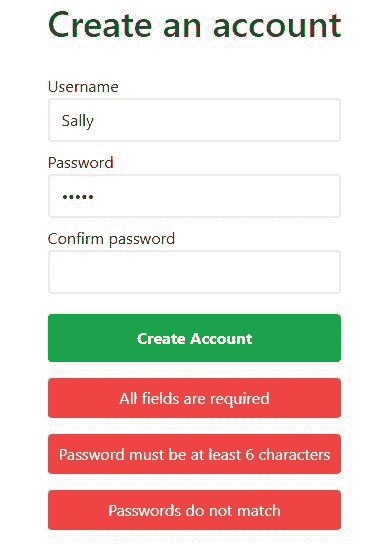 Create an account
Username
Sally
Password
•••••
Confirm password
Create Account
All fields are required
Password must be at least 6 characters
Passwords do not match